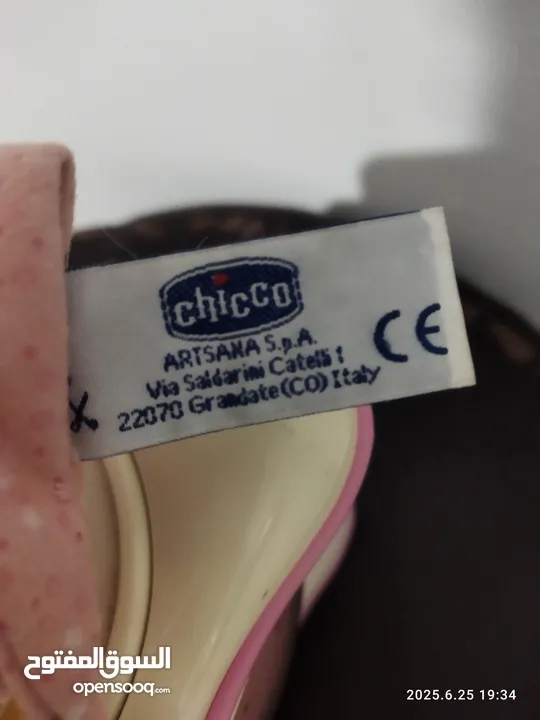 chicco
ARTSANA S.p.A.
Via Saldarini Catelli 1
22070 Grandate (CO) Italy
CE
السوق المفتوح
opensooq.com
2025.6.25 19:34